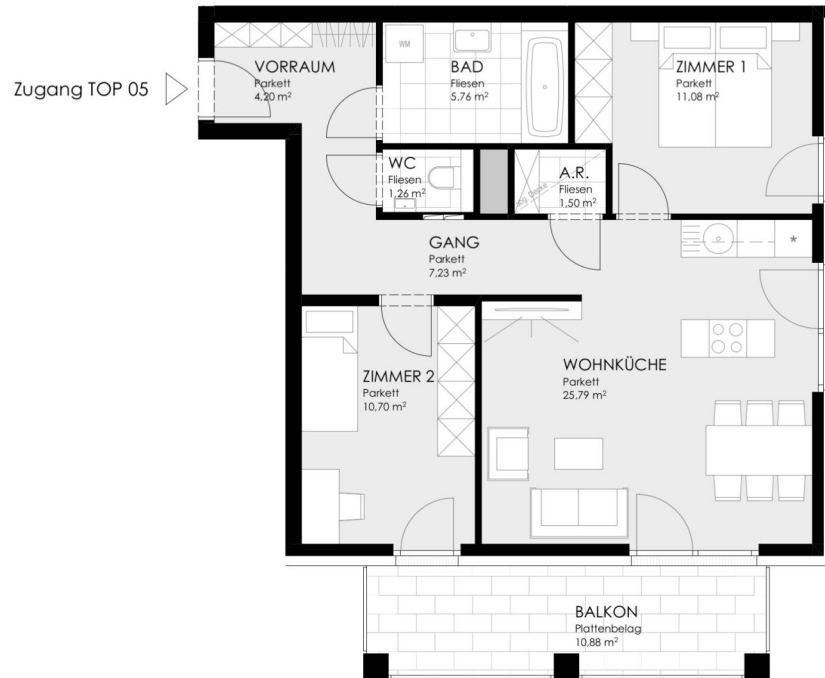 Zugang TOP 05
VORRAUM
Parkett
4,20 m²
WM
BAD
Fliesen
5,76 m²
ZIMMER 1
Parkett
11,08 m²
WC
Fliesen
1,26 m²
A.R.
Fliesen
1,50 m²
abg. Decke
GANG
Parkett
7,23 m²
*
ZIMMER 2
Parkett
10,70 m²
WOHNKÜCHE
Parkett
25,79 m²
BALKON
Plattenbelag
10,88 m²